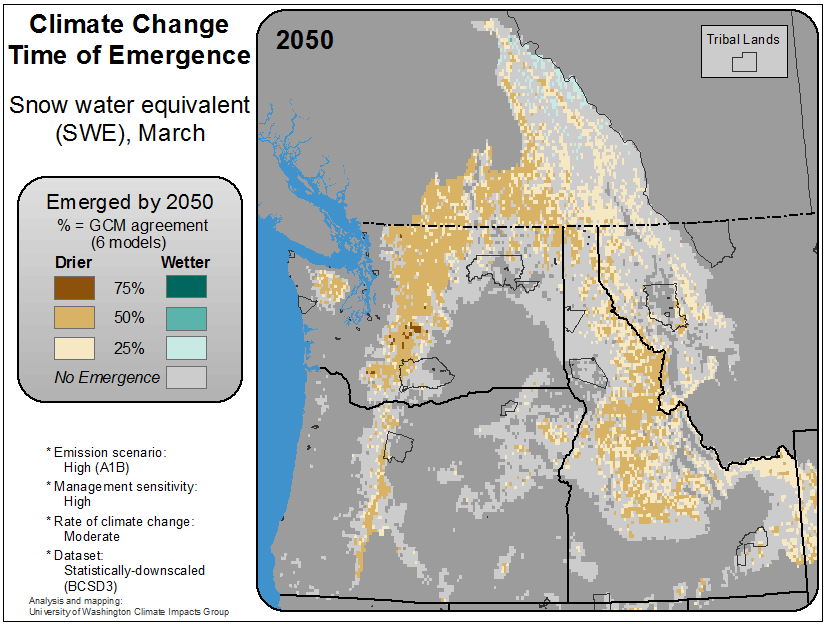 Climate Change
Time of Emergence
Snow water equivalent
(SWE), March
Emerged by 2050
% = GCM agreement
(6 models)
Drier Wetter
75%
50%
25%
No Emergence
* Emission scenario:
High (A1B)
* Management sensitivity:
High
* Rate of climate change:
Moderate
* Dataset:
Statistically-downscaled
(BCSD3)
Analysis and mapping:
University of Washington Climate Impacts Group
2050
Tribal Lands